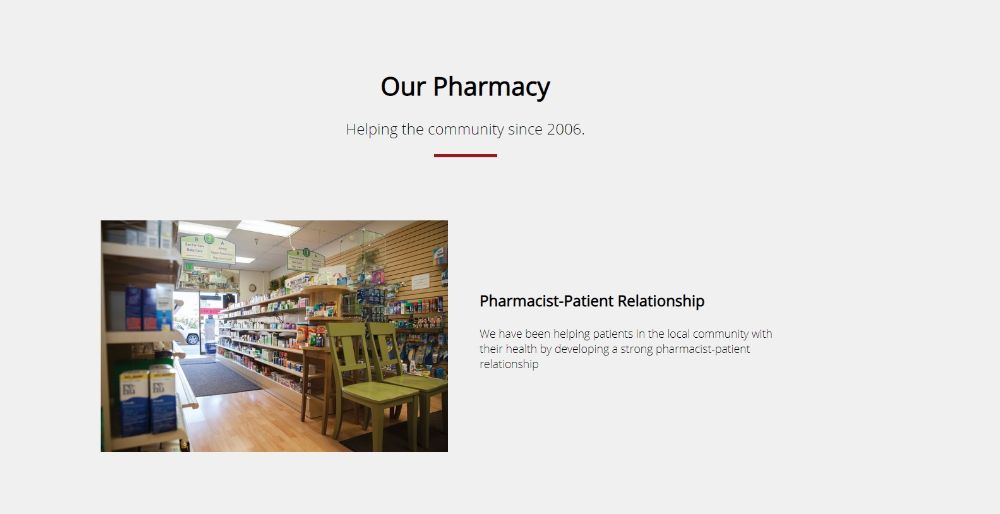 Our Pharmacy
Helping the community since 2006.
Pharmacist-Patient Relationship
We have been helping patients in the local community with
their health by developing a strong pharmacist-patient
relationship